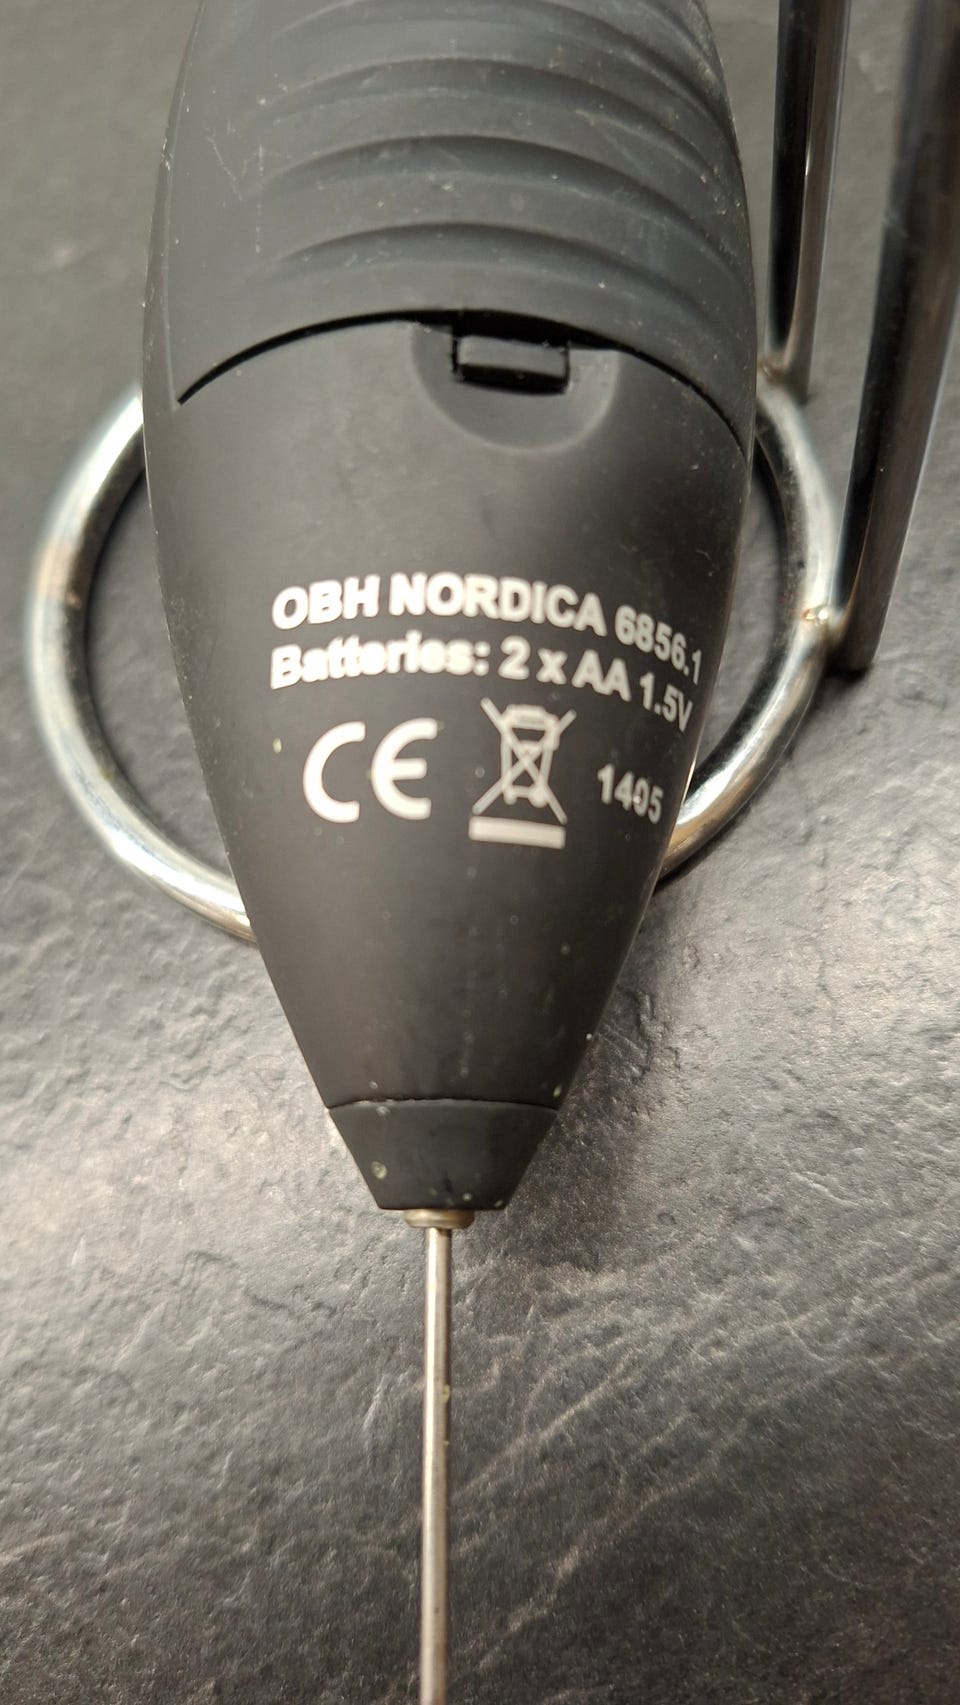 OBH NORDICA 6856.1
Batteries: 2 x AA 1.5V
CE 1405